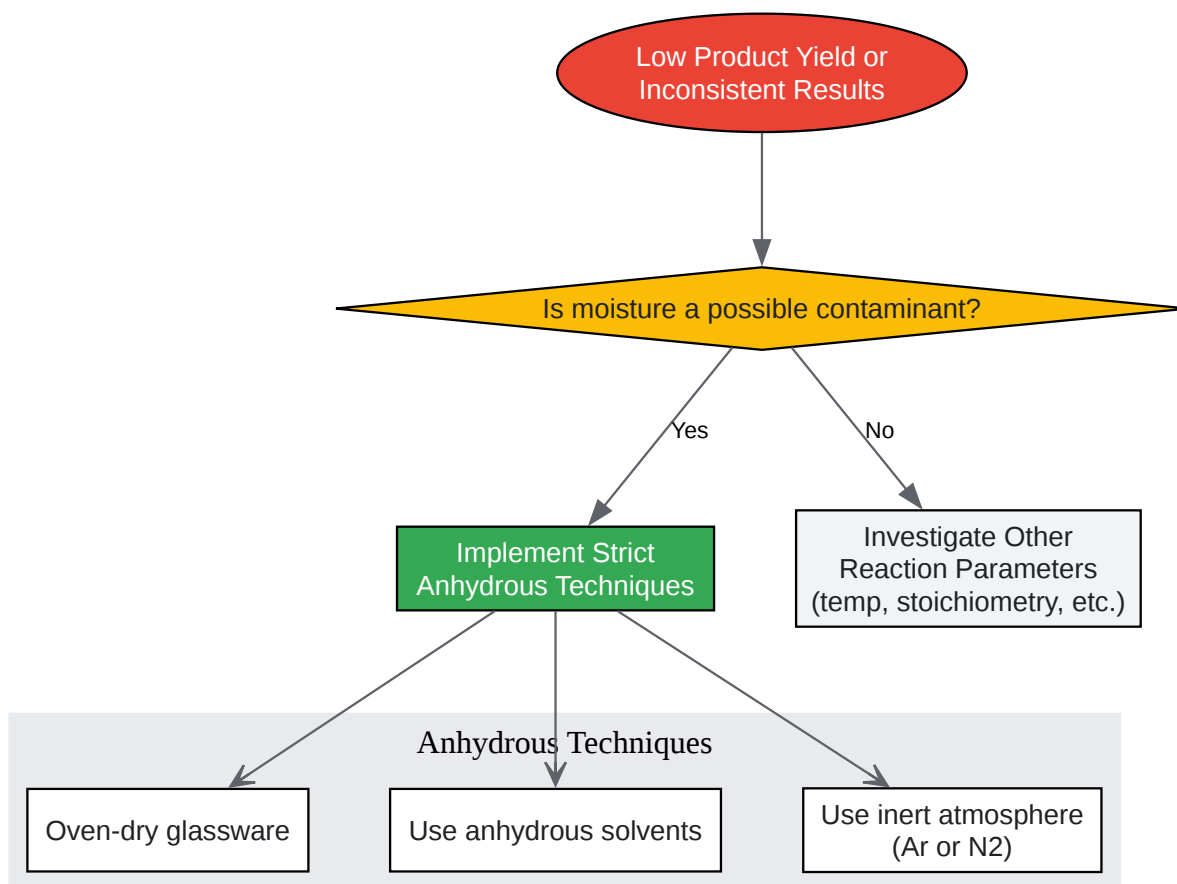 Low Product Yield or
Inconsistent Results
Is moisture a possible contaminant?
Yes
No
Implement Strict
Anhydrous Techniques
Investigate Other
Reaction Parameters
(temp, stoichiometry, etc.)
Anhydrous Techniques
Oven-dry glassware
Use anhydrous solvents
Use inert atmosphere
(Ar or N2)